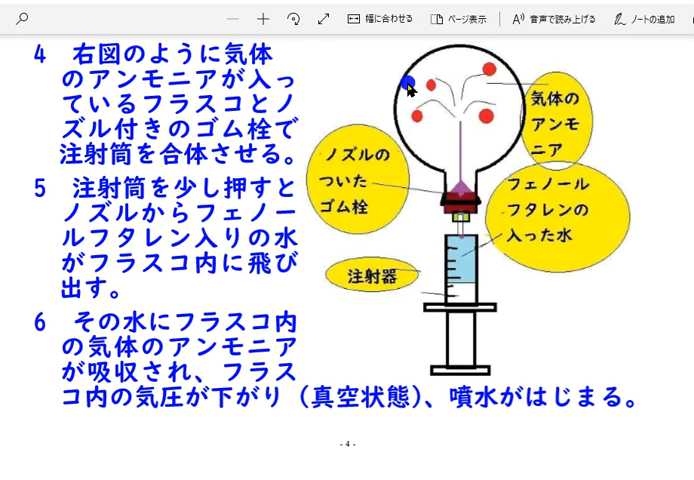 幅に合わせる
ページ表示
音声で読み上げる
ノートの追加
4 右図のように気体
のアンモニアが入っ
ているフラスコとノ
ズル付きのゴム栓で
注射筒を合体させる。
5 注射筒を少し押すと
ノズルからフェノー
ルフタレン入りの水
がフラスコ内に飛び
出す。
6 その水にフラスコ内
の気体のアンモニア
が吸収され、フラス
コ内の気圧が下がり（真空状態）、噴水がはじまる。
気体の
アンモ
ニア
ノズルの
ついた
ゴム栓
フェノール
フタレンの
入った水
注射器
- 4 -